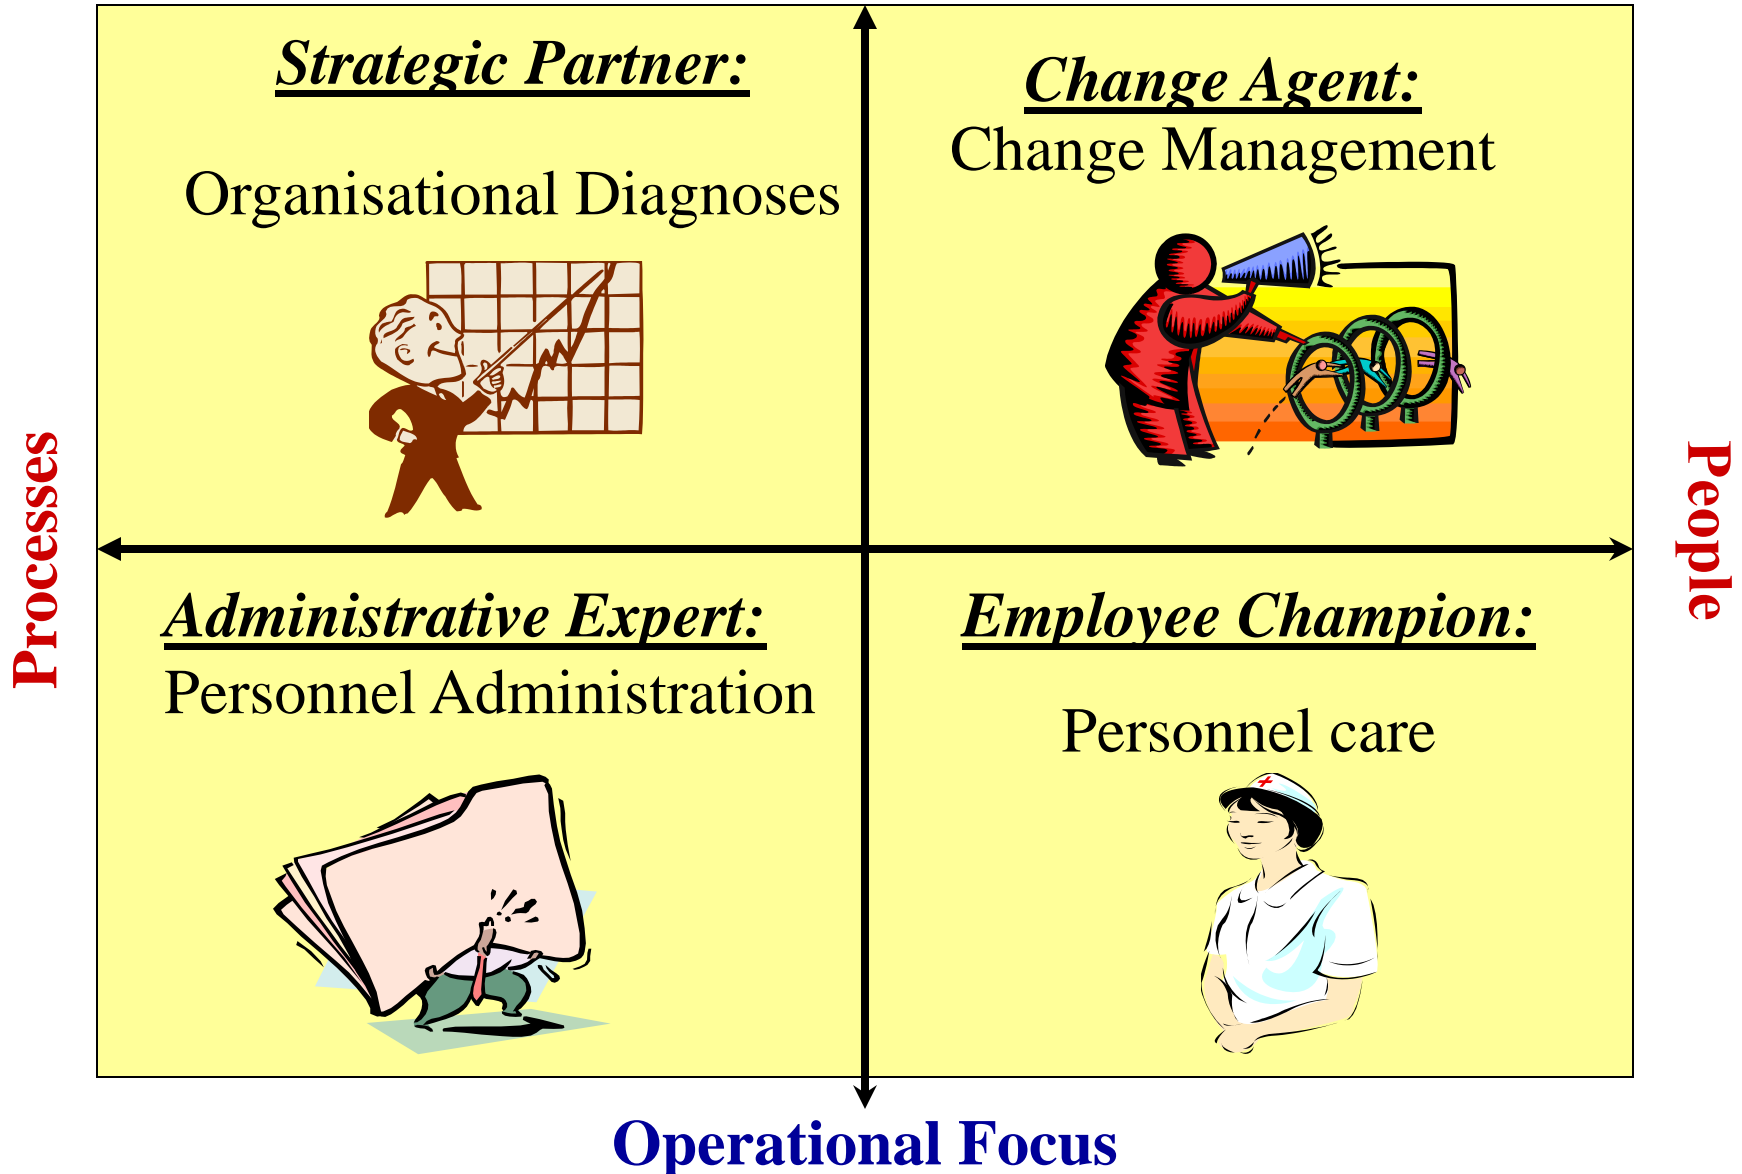 Strategic Partner:
Organisational Diagnoses
Change Agent:
Change Management
Processes
People
Administrative Expert:
Personnel Administration
Employee Champion:
Personnel care
Operational Focus